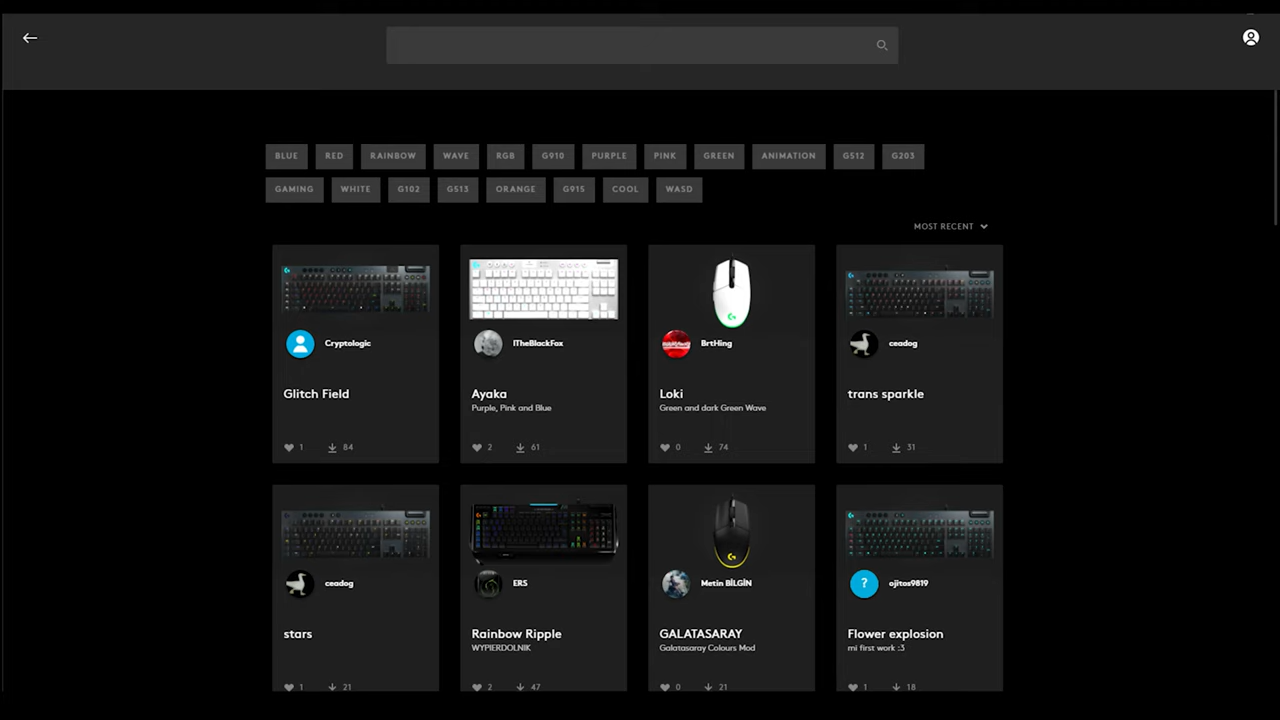 BLUE RED RAINBOW WAVE RGB G910 PURPLE PINK GREEN ANIMATION G512 G203
GAMING WHITE G102 G513 ORANGE G915 COOL WASD
MOST RECENT
Cryptologic
Glitch Field
1 84
ITheBlackFox
Ayaka
Purple, Pink and Blue
2 61
BrtHing
Loki
Green and dark Green Wave
0 74
ceadog
trans sparkle
1 31
ceadog
stars
1 21
ERS
Rainbow Ripple
WYPIERDOLNIK
2 47
Metin BİLGİN
GALATASARAY
Galatasaray Colours Mod
0 21
?
ojitos9819
Flower explosion
mi first work :3
1 18